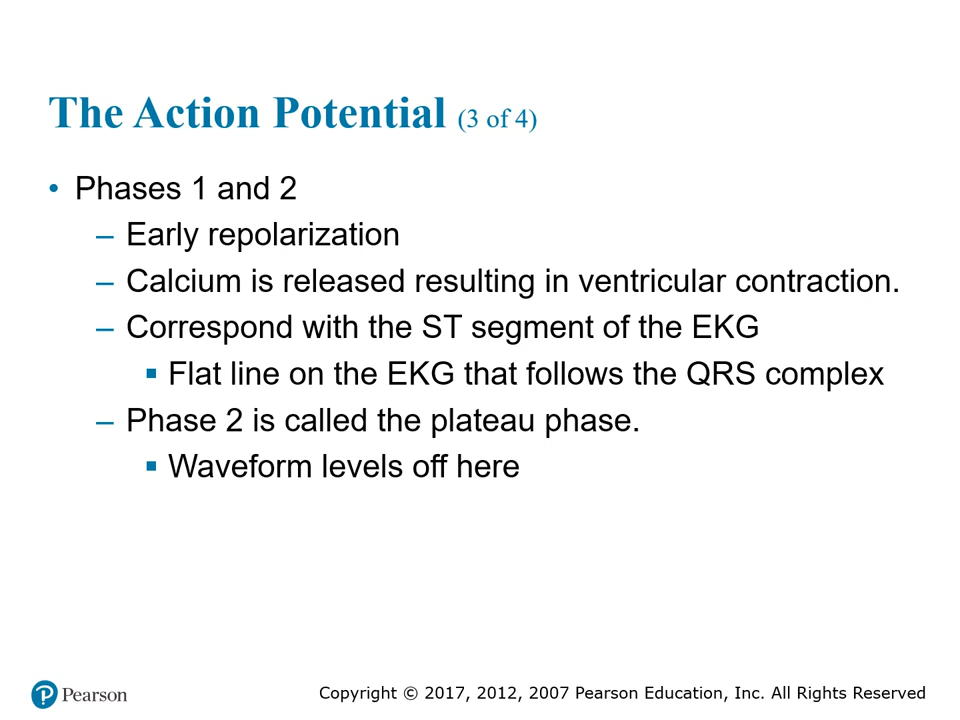 The Action Potential (3 of 4)
• Phases 1 and 2
– Early repolarization
– Calcium is released resulting in ventricular contraction.
– Correspond with the ST segment of the EKG
▪ Flat line on the EKG that follows the QRS complex
– Phase 2 is called the plateau phase.
▪ Waveform levels off here
Pearson
Copyright © 2017, 2012, 2007 Pearson Education, Inc. All Rights Reserved